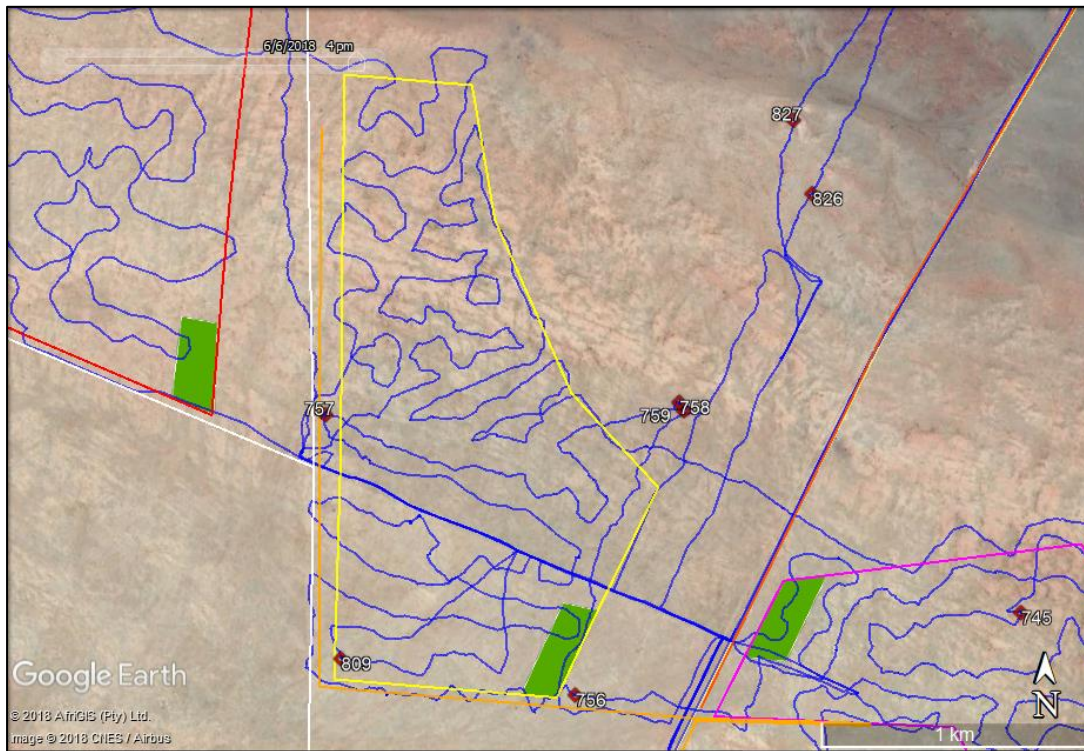 6/6/2018 4 pm
827
826
757
759
758
745
809
756
Google Earth
N
© 2018 AfriGIS (Pty) Ltd.
mage © 2018 CNES / Airbus
1 km